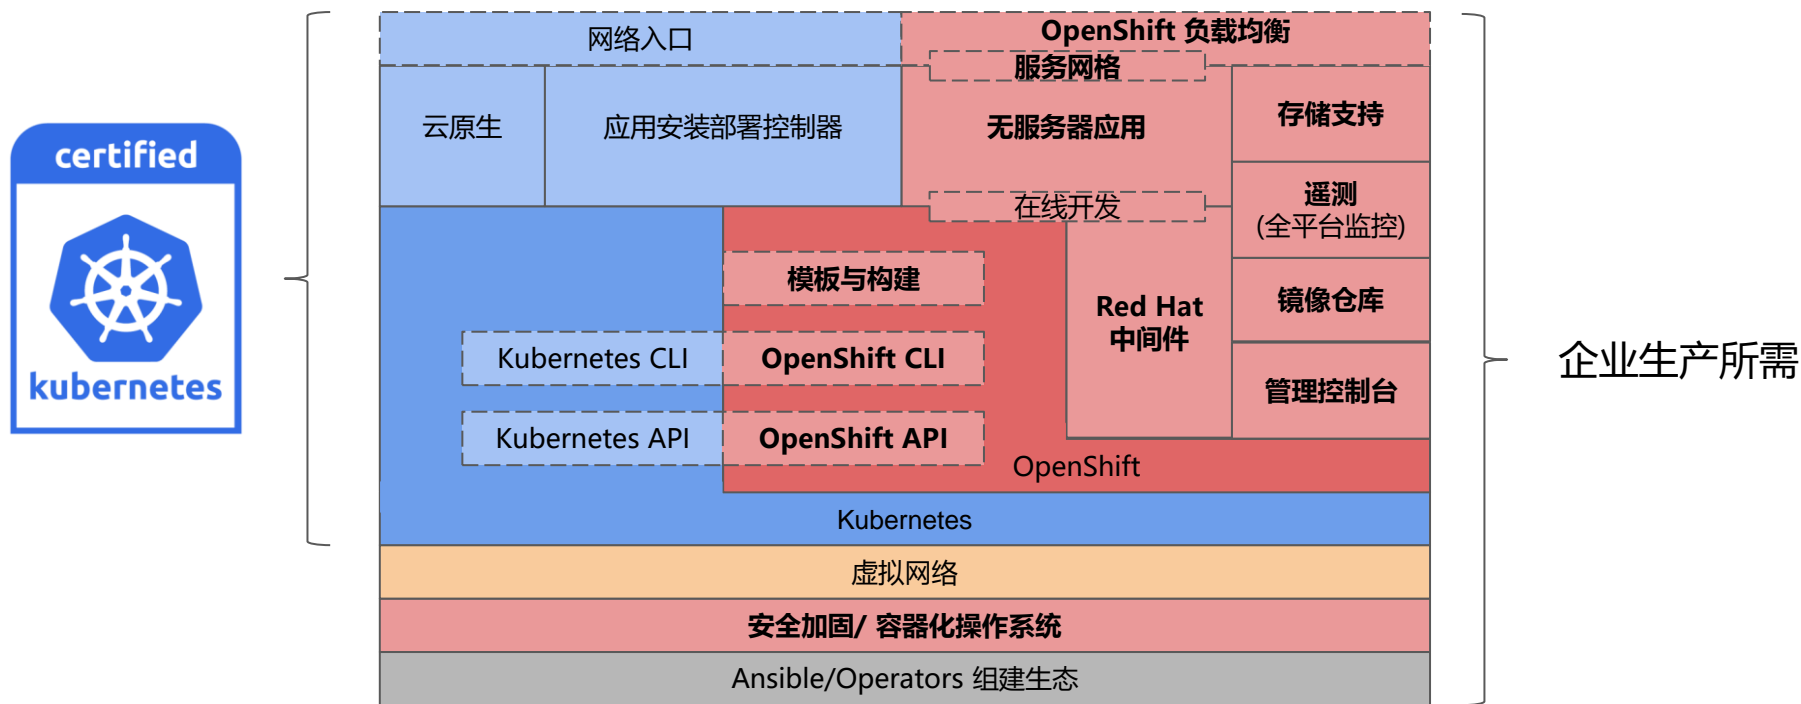 网络入口
OpenShift 负载均衡
服务网格
云原生
应用安装部署控制器
无服务器应用
存储支持
certified
kubernetes
在线开发
遥测
(全平台监控)
模板与构建
Red Hat
中间件
镜像仓库
Kubernetes CLI
OpenShift CLI
管理控制台
企业生产所需
Kubernetes API
OpenShift API
OpenShift
Kubernetes
虚拟网络
安全加固/ 容器化操作系统
Ansible/Operators 组建生态